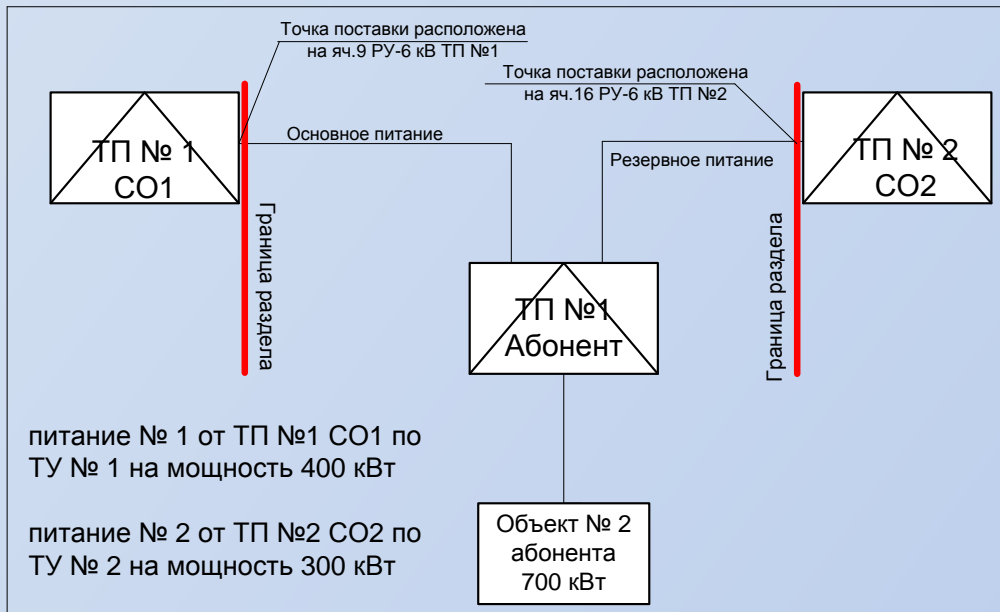 Точка поставки расположена
на яч.9 РУ-6 кВ ТП №1
Точка поставки расположена
на яч.16 РУ-6 кВ ТП №2
ТП № 1
СО1
Основное питание
Резервное питание
ТП № 2
СО2
Граница раздела
Граница раздела
ТП №1
Абонент
питание № 1 от ТП №1 СО1 по
ТУ № 1 на мощность 400 кВт
питание № 2 от ТП №2 СО2 по
ТУ № 2 на мощность 300 кВт
Объект № 2
абонента
700 кВт